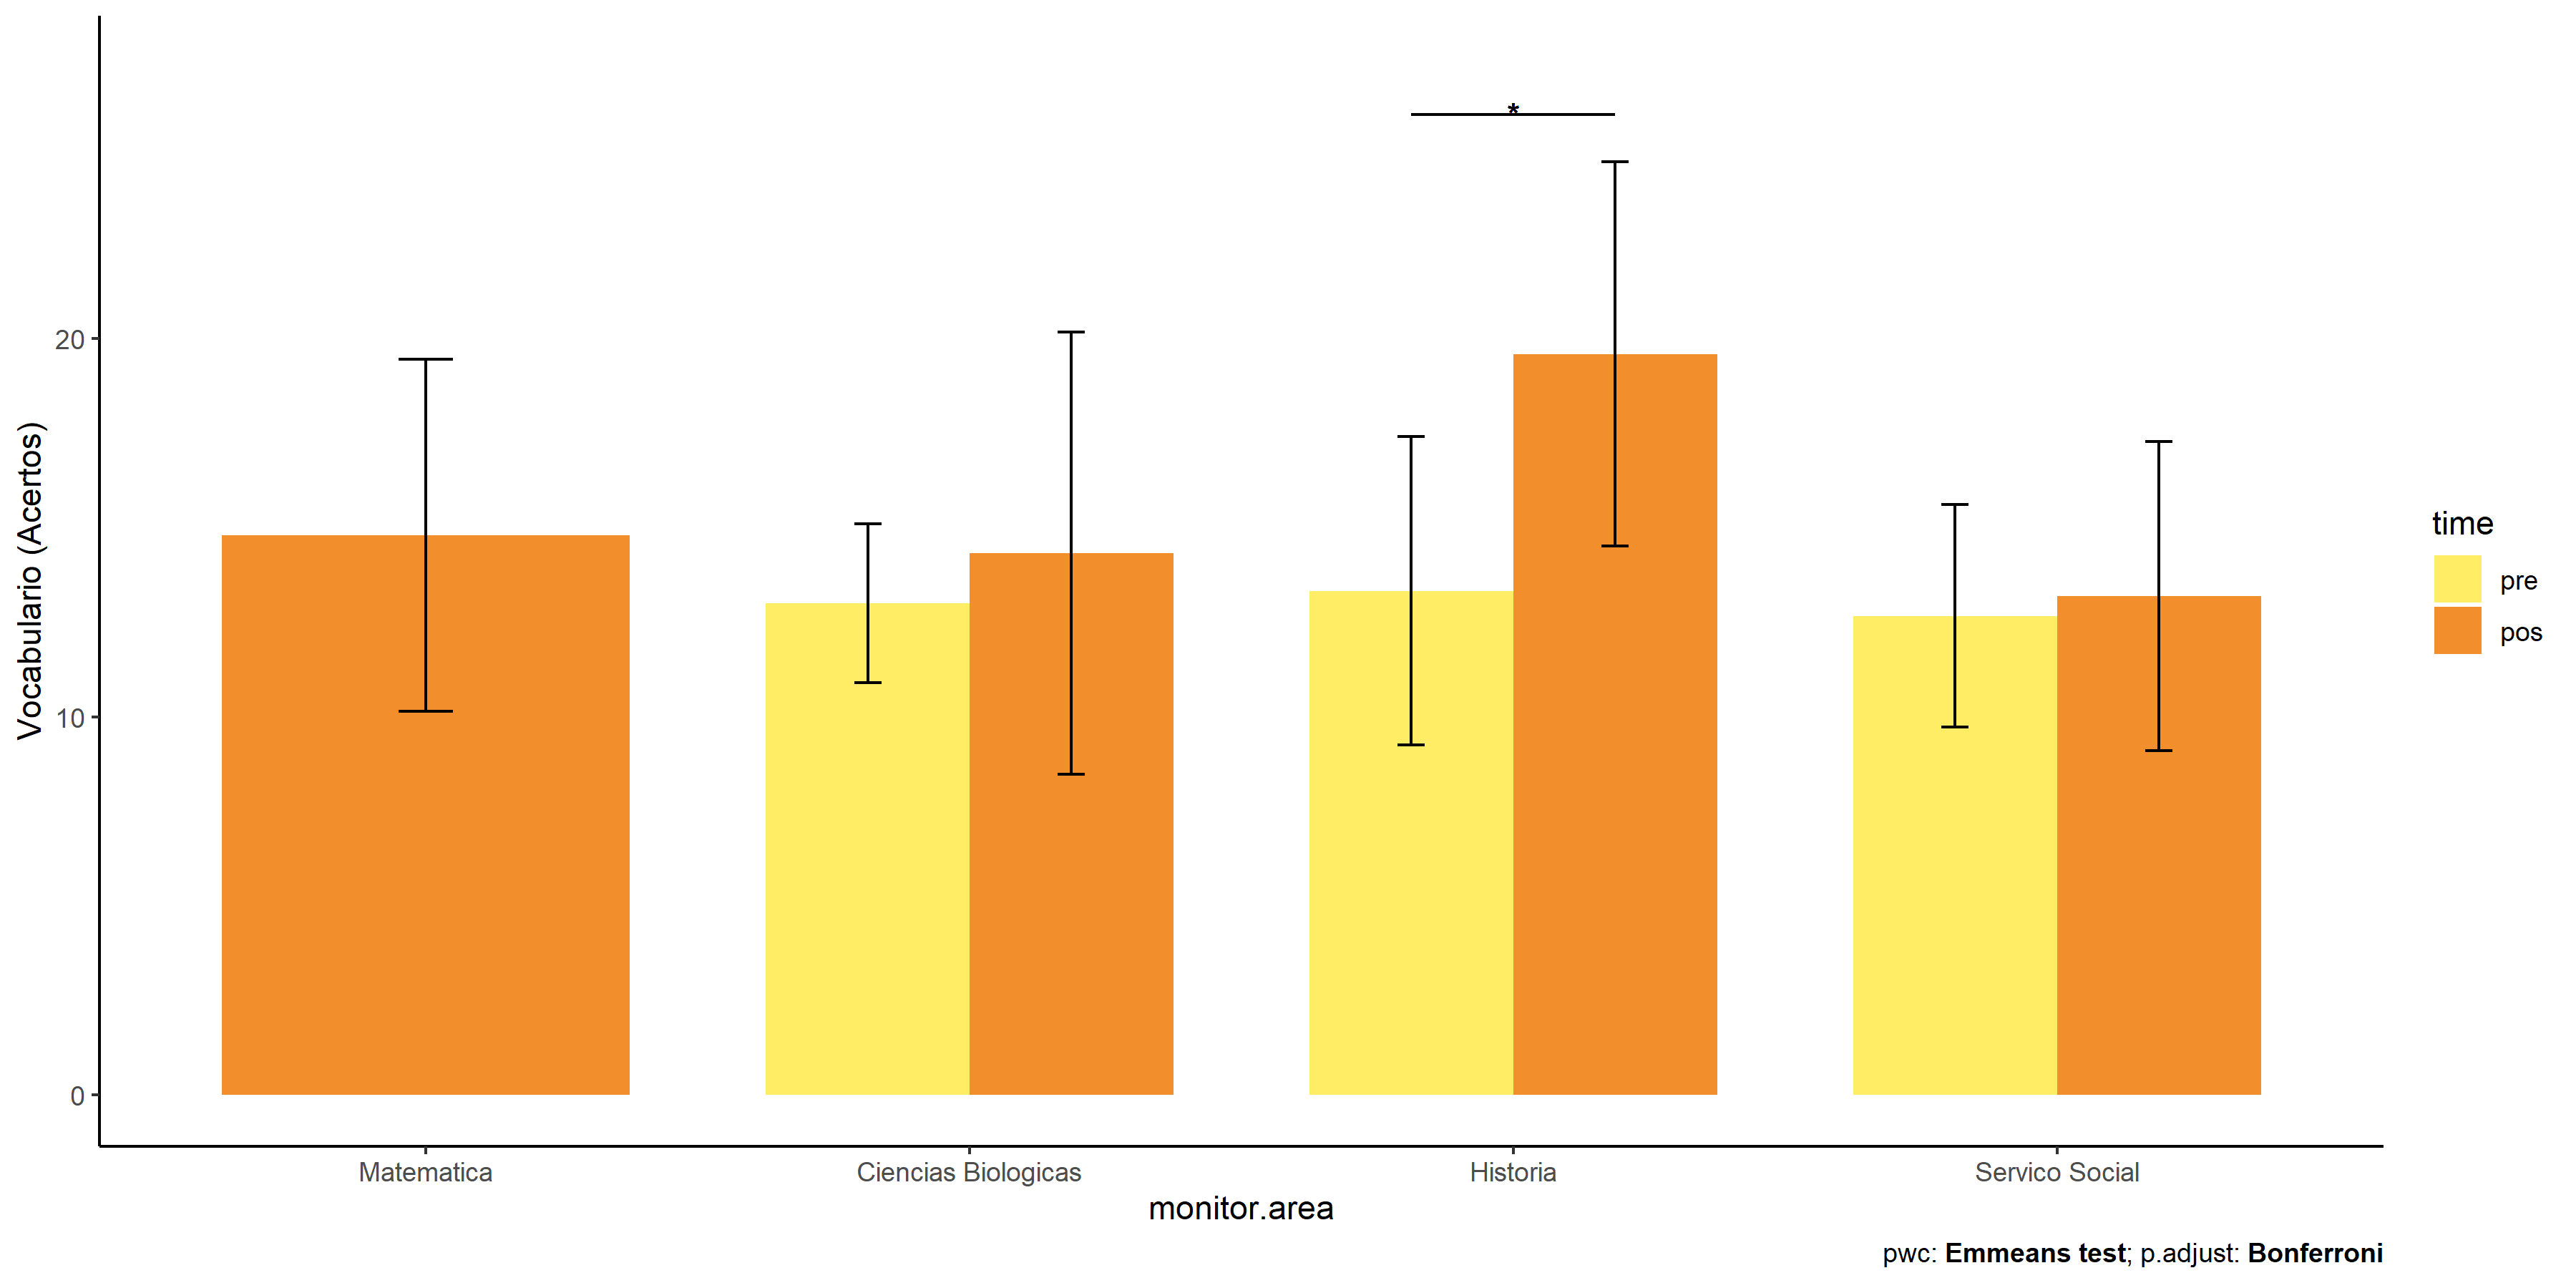 *
20
10
0
Vocabulario (Acertos)
Matematica
Ciencias Biologicas
Historia
Servico Social
monitor.area
time
pre
pos
pwc: Emmeans test; p.adjust: Bonferroni